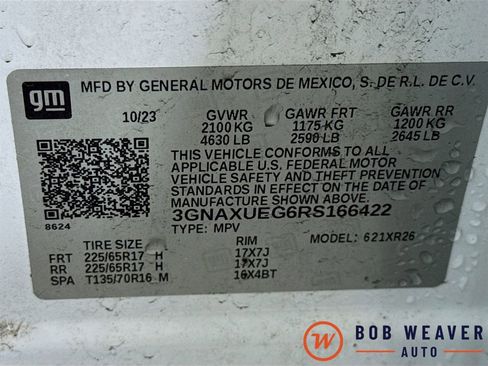 gm MFD BY GENERAL MOTORS DE MEXICO, S. DE R.L. DE C.V.
10/23 GVWR GAWR FRT GAWR RR
2100 KG 1175 KG 1200 KG
4630 LB 2590 LB 2645 LB
THIS VEHICLE CONFORMS TO ALL
APPLICABLE U.S. FEDERAL MOTOR
VEHICLE SAFETY AND THEFT PREVENTION
STANDARDS IN EFFECT ON THE DATE OF
MANUFACTURE SHOWN ABOVE.
3GNAXUEG6RS166422
8624 TYPE: MPV MODEL: 621XR26
TIRE SIZE RIM
FRT 225/65R17 H 17X7J
RR 225/65R17 H 17X7J
SPA T135/70R16 M 16X4BT
W BOB WEAVER
AUTO